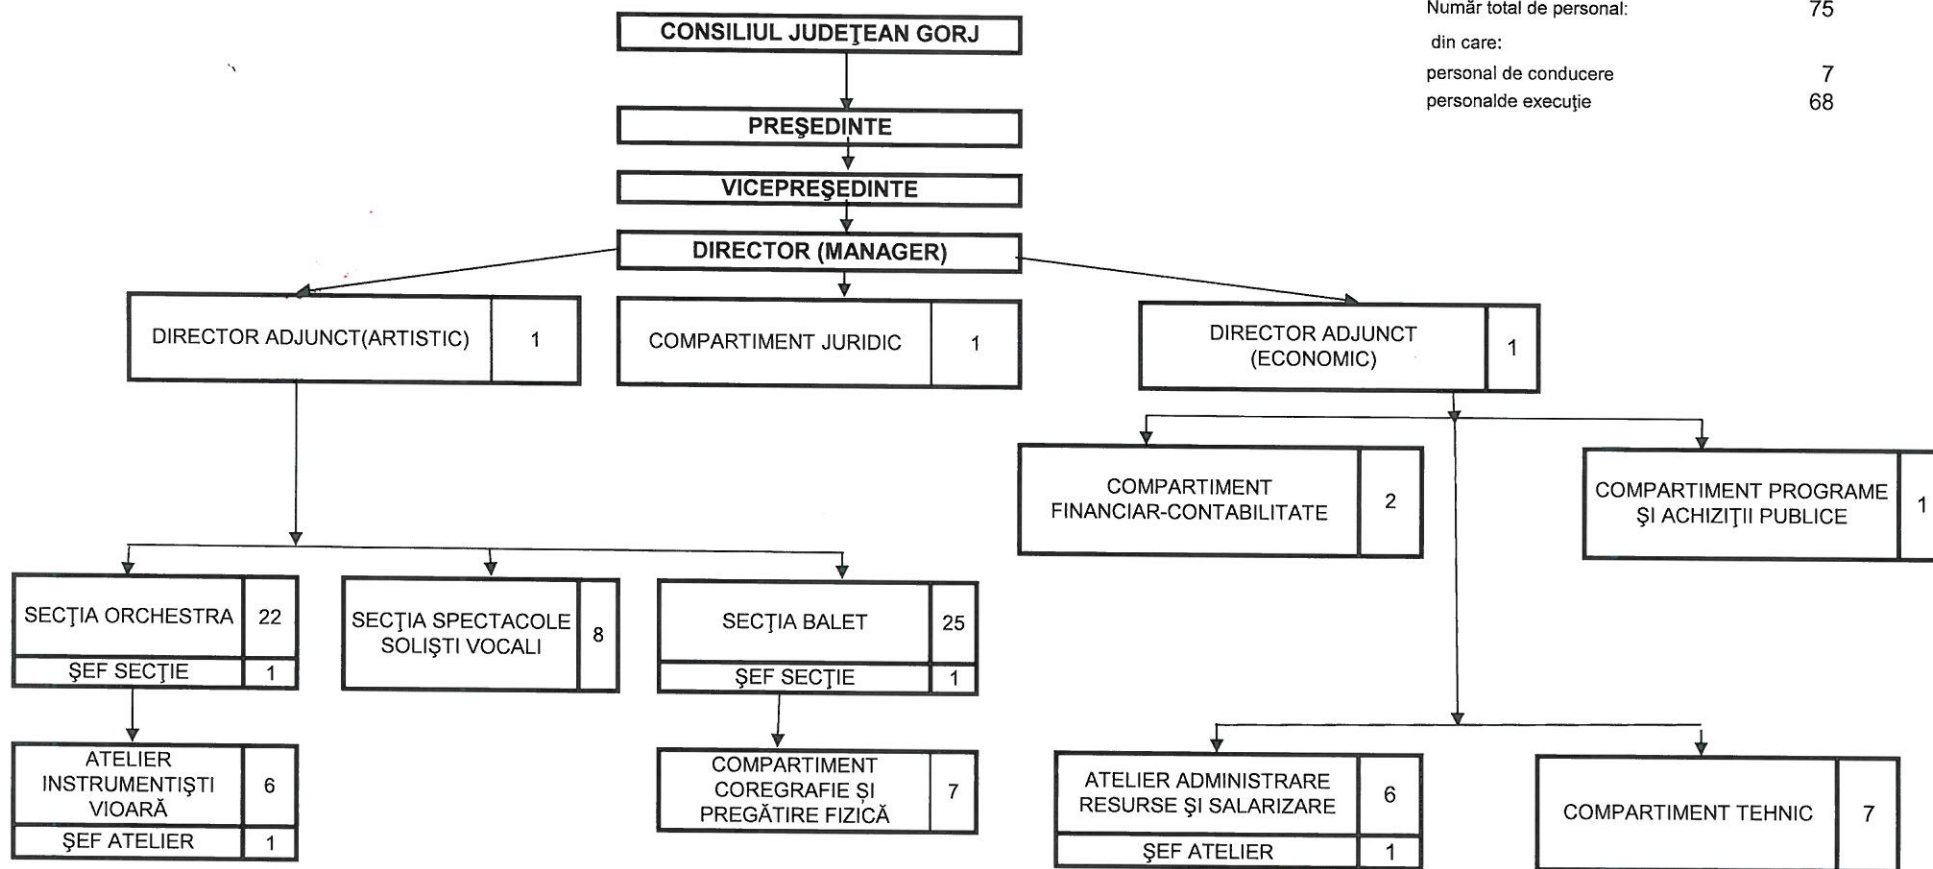 Număr total de personal: 75
din care:
personal de conducere 7
personalde execuţie 68
CONSILIUL JUDEŢEAN GORJ
PREŞEDINTE
VICEPREŞEDINTE
DIRECTOR (MANAGER)
DIRECTOR ADJUNCT(ARTISTIC) 1
COMPARTIMENT JURIDIC 1
DIRECTOR ADJUNCT
(ECONOMIC)
1
COMPARTIMENT
FINANCIAR-CONTABILITATE
2
COMPARTIMENT PROGRAME
ŞI ACHIZIŢII PUBLICE
1
SECŢIA ORCHESTRA 22
ŞEF SECŢIE 1
SECŢIA SPECTACOLE
SOLIŞTI VOCALI
8
SECŢIA BALET 25
ŞEF SECŢIE 1
ATELIER
INSTRUMENTIŞTI
VIOARĂ
6
ŞEF ATELIER 1
COMPARTIMENT
COREGRAFIE ȘI
PREGĂTIRE FIZICĂ
7
ATELIER ADMINISTRARE
RESURSE ŞI SALARIZARE
6
ŞEF ATELIER 1
COMPARTIMENT TEHNIC 7